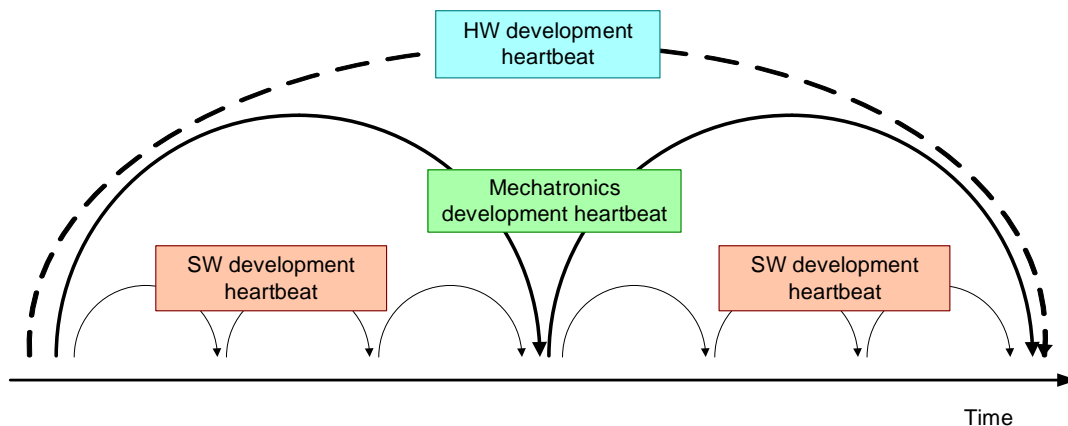 HW development
heartbeat
Mechatronics
development heartbeat
SW development
heartbeat
SW development
heartbeat
Time